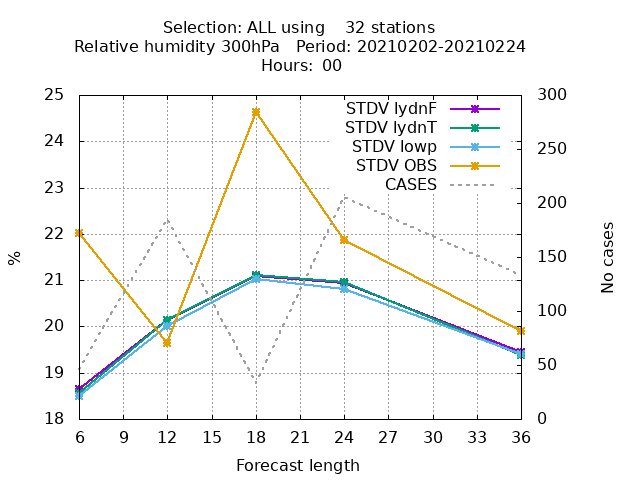 Selection: ALL using    32 stations
Relative humidity 300hPa   Period: 20210202-20210224
Hours: 00
STDV lydnF
STDV lydnT
STDV lowp
STDV OBS
CASES
25
24
23
22
21
20
19
18
%
300
250
200
150
100
50
0
No cases
6 9 12 15 18 21 24 27 30 33 36
Forecast length